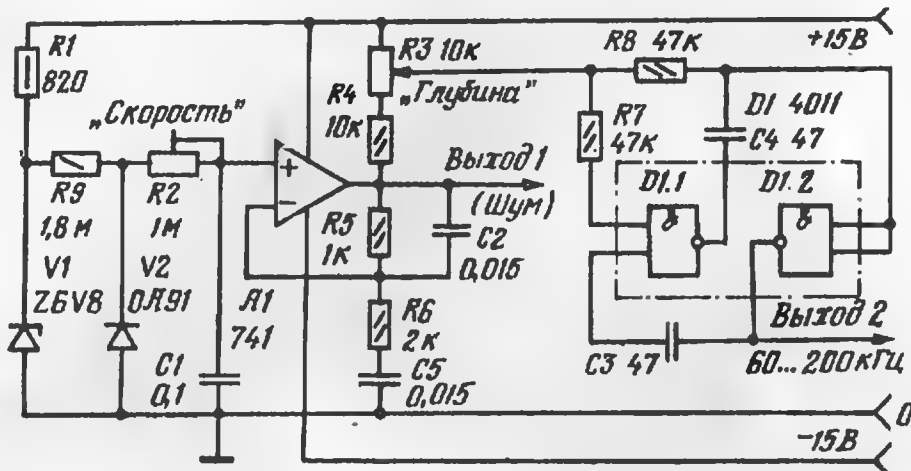 R1
820
„Скорость"
R9
1,8 м
R2
1 м
V1
Z6V8
V2
0Я91
C1
0,1
+
−
A1
741
R3 10к
„Глубина"
R4
10к
Выход 1
(Шум)
R5
1к
C2
0,015
R6
2к
C5
0,015
R8 47к
+15В
R7
47к
D1 4011
C4 47
D1.1
D1.2
&
&
C3 47
Выход 2
60...200кГц
0
−15В